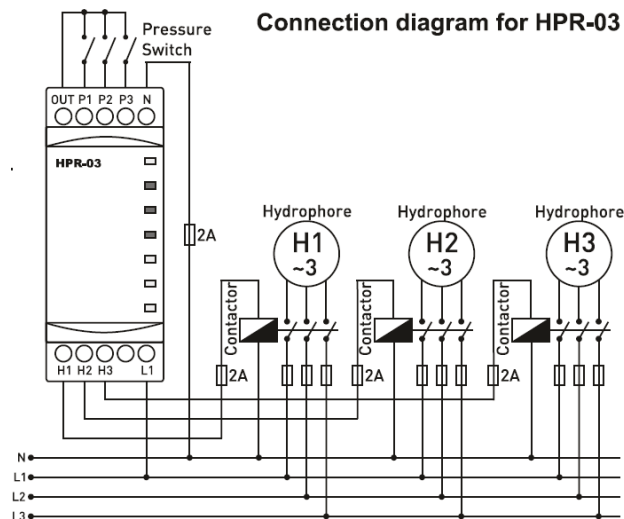 Connection diagram for HPR-03
Pressure
Switch
OUT P1 P2 P3 N
HPR-03
2A
Hydrophore
H1
~3
Hydrophore
H2
~3
Hydrophore
H3
~3
Contactor
Contactor
Contactor
2A
2A
2A
H1 H2 H3 L1
N
L1
L2
L3